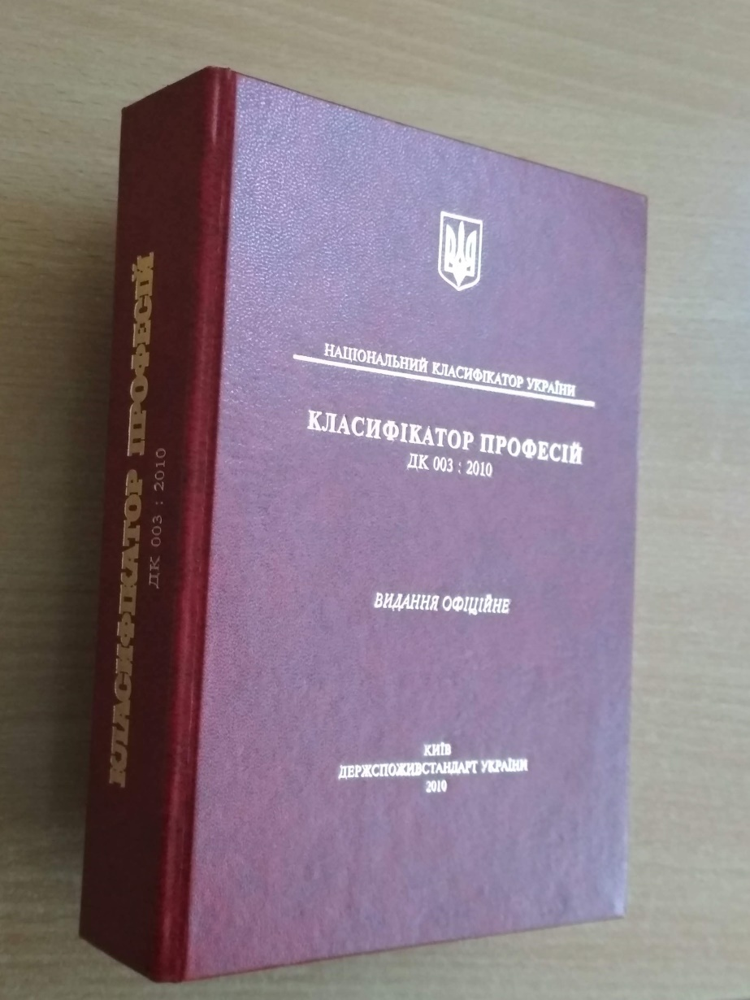 НАЦІОНАЛЬНИЙ КЛАСИФІКАТОР УКРАЇНИ
КЛАСИФІКАТОР ПРОФЕСІЙ
ДК 003 : 2010
ВИДАННЯ ОФІЦІЙНЕ
КИЇВ
ДЕРЖСПОЖИВСТАНДАРТ УКРАЇНИ
2010
КЛАСИФІКАТОР ПРОФЕСІЙ
ДК 003 : 2010